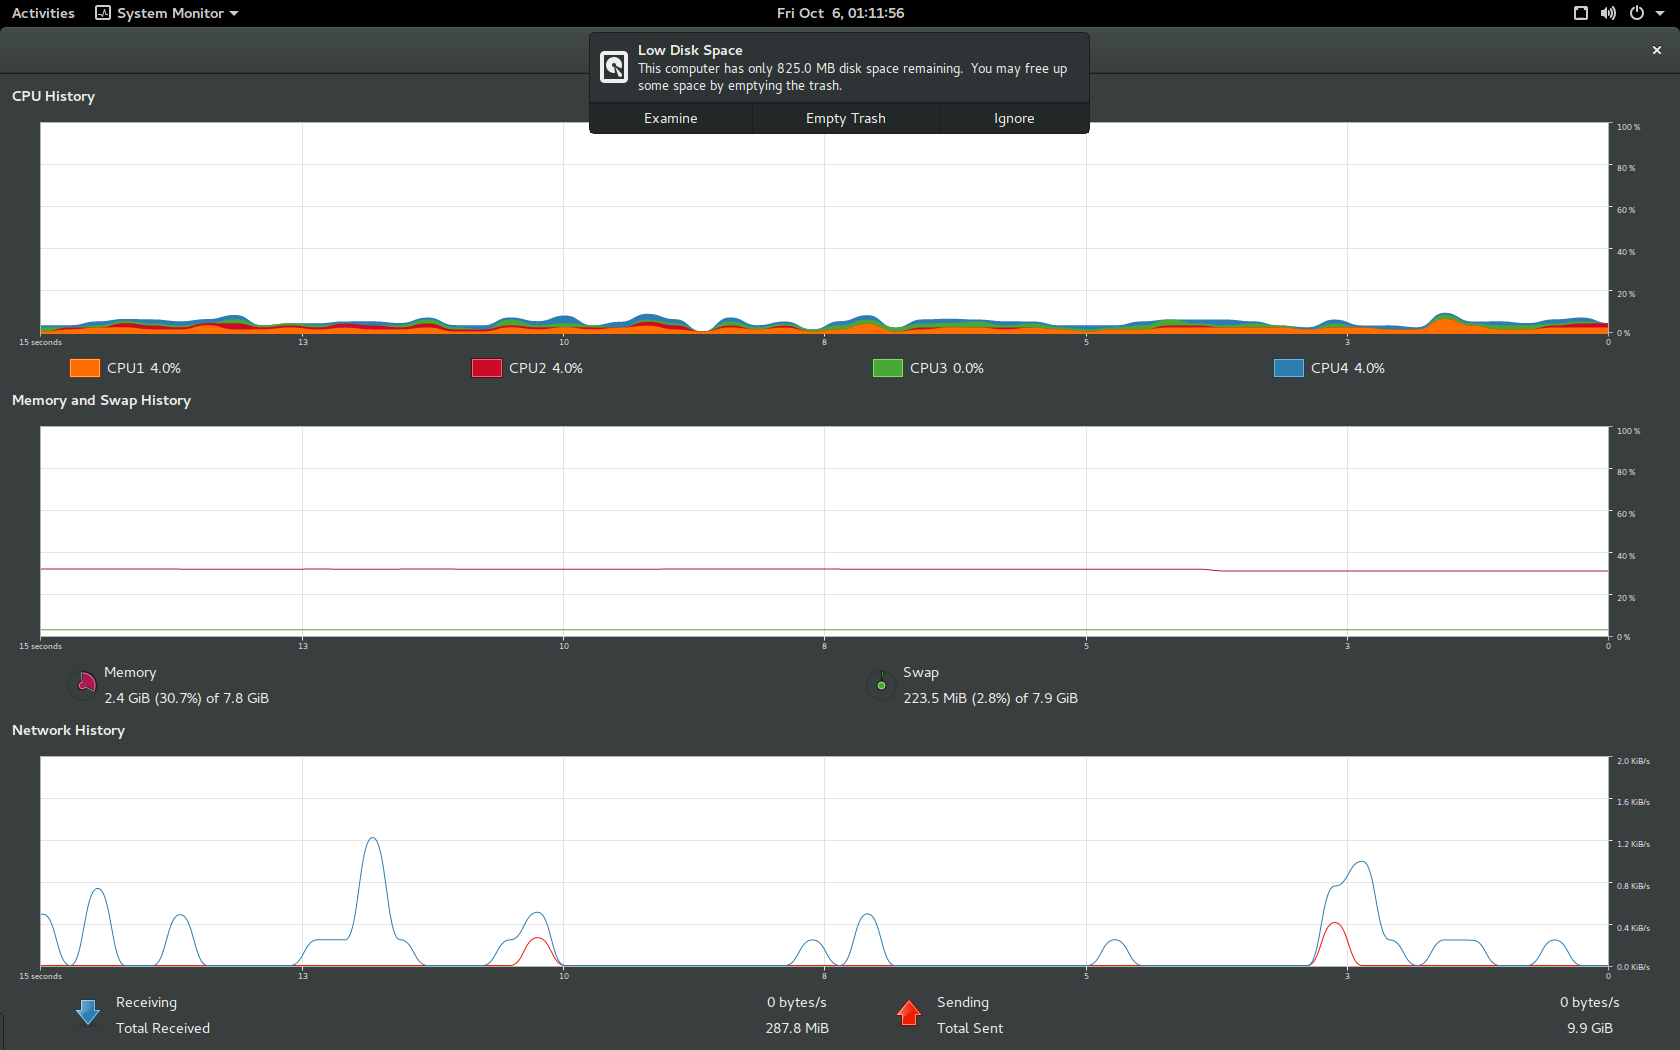 Activities System Monitor Fri Oct 6, 01:11:56
Low Disk Space
This computer has only 825.0 MB disk space remaining. You may free up
some space by emptying the trash.
Examine Empty Trash Ignore
CPU History
100 %
80 %
60 %
40 %
20 %
0 %
15 seconds 13 10 8 5 3 0
CPU1 4.0% CPU2 4.0% CPU3 0.0% CPU4 4.0%
Memory and Swap History
100 %
80 %
60 %
40 %
20 %
0 %
15 seconds 13 10 8 5 3 0
Memory Swap
2.4 GiB (30.7%) of 7.8 GiB 223.5 MiB (2.8%) of 7.9 GiB
Network History
2.0 KiB/s
1.6 KiB/s
1.2 KiB/s
0.8 KiB/s
0.4 KiB/s
0.0 KiB/s
15 seconds 13 10 8 5 3 0
Receiving 0 bytes/s Sending 0 bytes/s
Total Received 287.8 MiB Total Sent 9.9 GiB